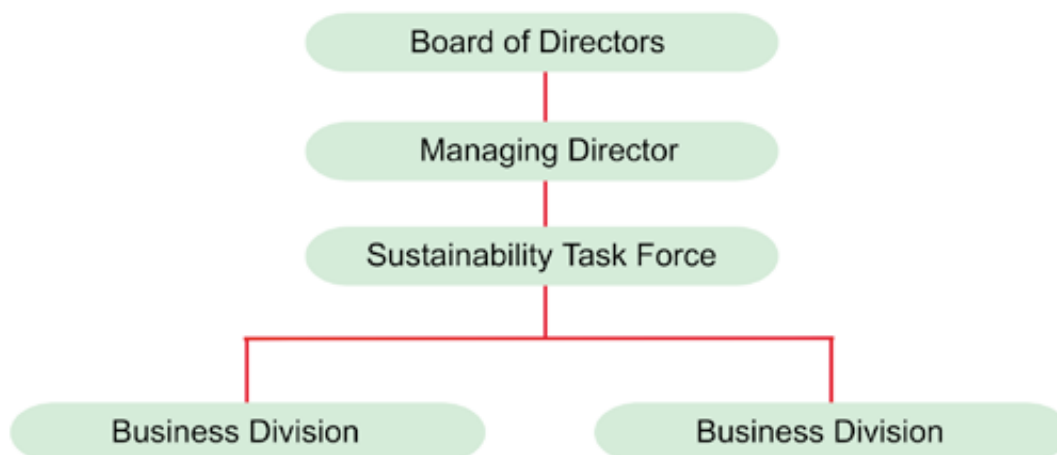 Board of Directors
Managing Director
Sustainability Task Force
Business Division
Business Division